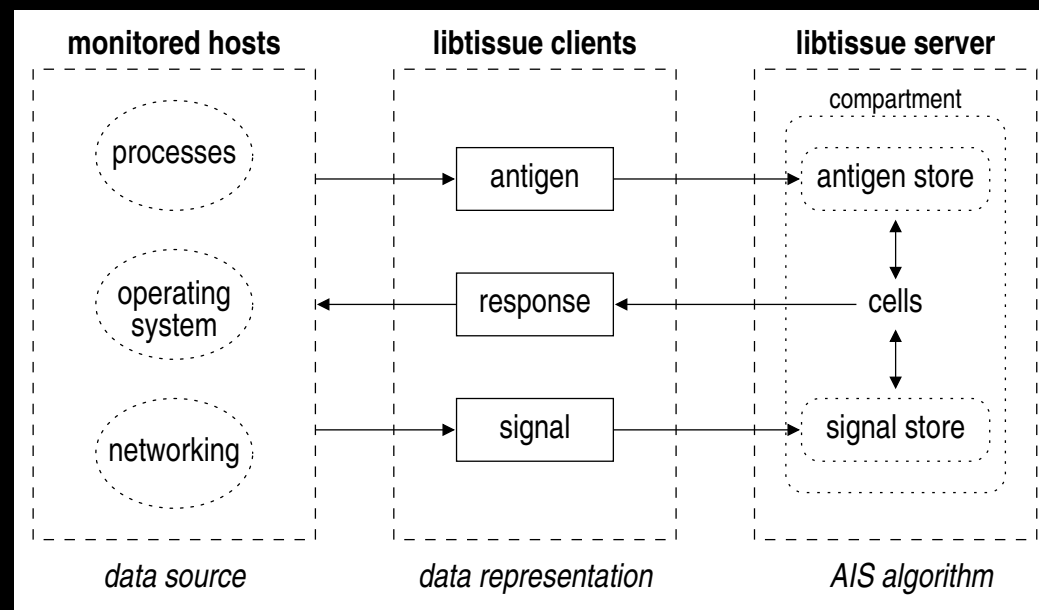 monitored hosts
libtissue clients
libtissue server
compartment
processes
antigen
antigen store
operating
system
response
cells
networking
signal
signal store
data source
data representation
AIS algorithm